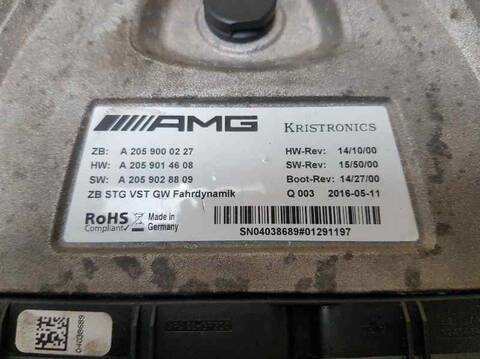 AMG KRISTRONICS
ZB: A 205 900 02 27 HW-Rev: 14/10/00
HW: A 205 901 46 08 SW-Rev: 15/50/00
SW: A 205 902 88 09 Boot-Rev: 14/27/00
ZB STG VST GW Fahrdynamik Q 003 2016-05-11
RoHS Compliant Made in Germany
SN04038689#01291197
04038689